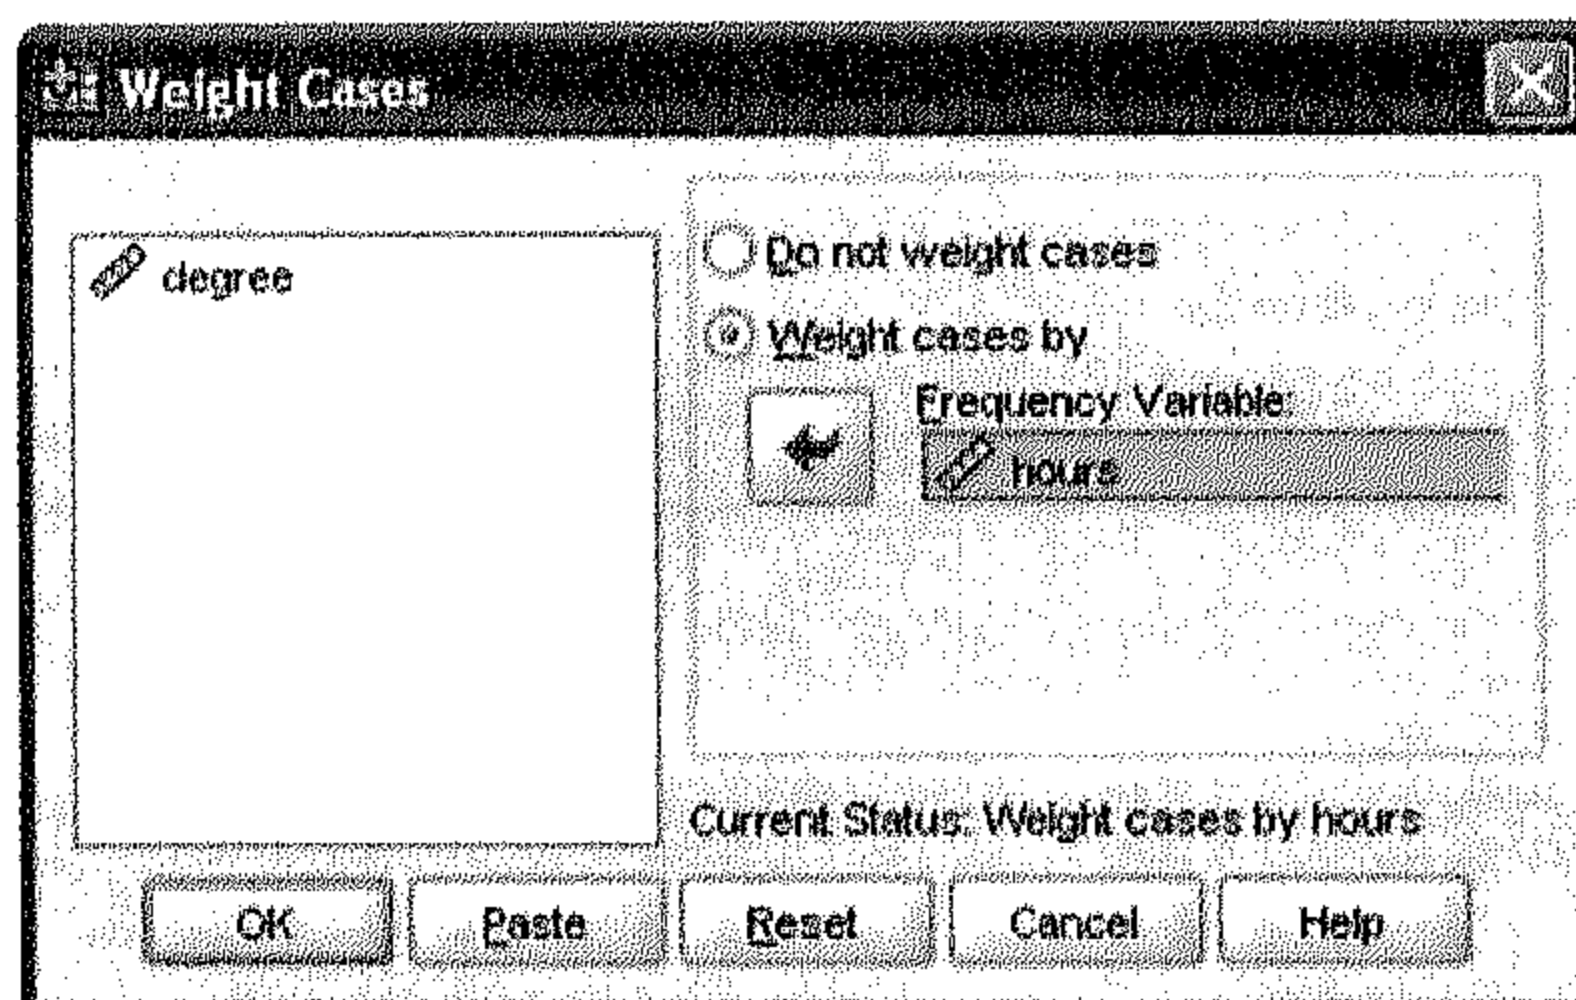 Weight Cases
degree
Do not weight cases
Weight cases by
Frequency Variable:
hours
Current Status: Weight cases by hours
OK Paste Reset Cancel Help